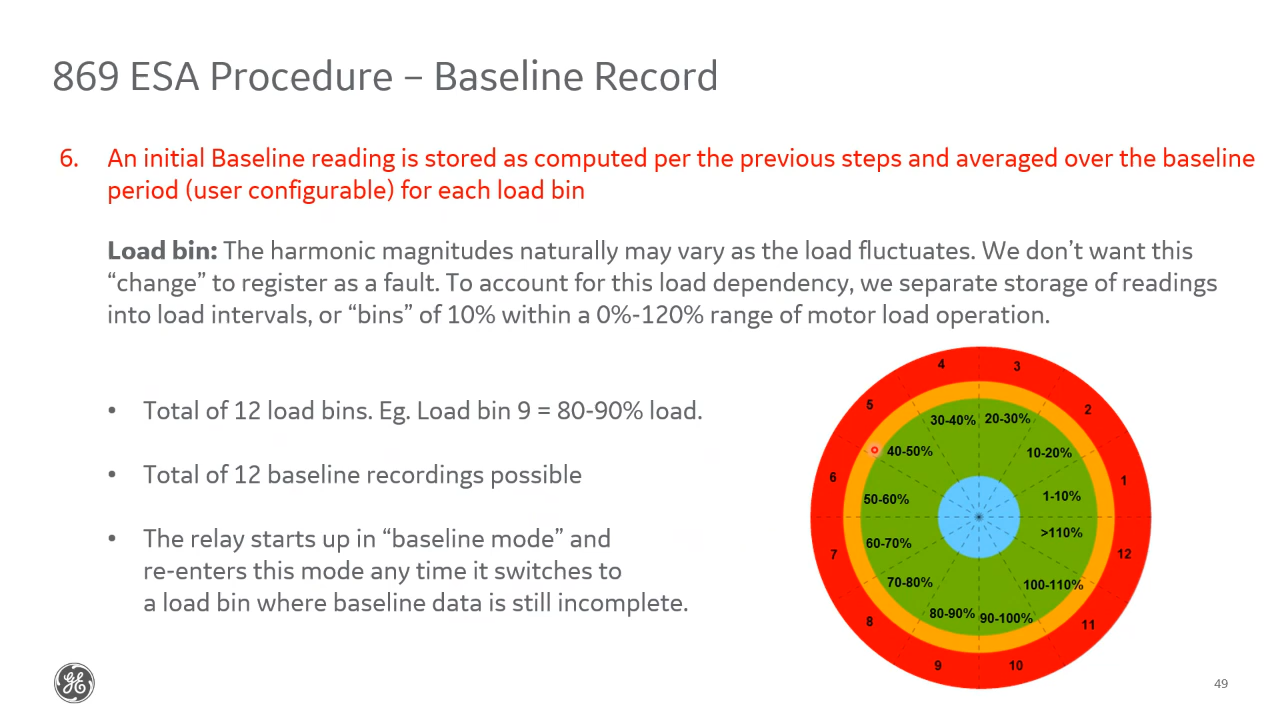 869 ESA Procedure – Baseline Record
6. An initial Baseline reading is stored as computed per the previous steps and averaged over the baseline
period (user configurable) for each load bin
Load bin: The harmonic magnitudes naturally may vary as the load fluctuates. We don’t want this
“change” to register as a fault. To account for this load dependency, we separate storage of readings
into load intervals, or “bins” of 10% within a 0%-120% range of motor load operation.
• Total of 12 load bins. Eg. Load bin 9 = 80-90% load.
• Total of 12 baseline recordings possible
• The relay starts up in “baseline mode” and
re-enters this mode any time it switches to
a load bin where baseline data is still incomplete.
4
3
5
2
30-40%
20-30%
40-50%
10-20%
6
1
50-60%
1-10%
60-70%
>110%
7
12
70-80%
100-110%
80-90%
90-100%
8
11
9
10
GE
49